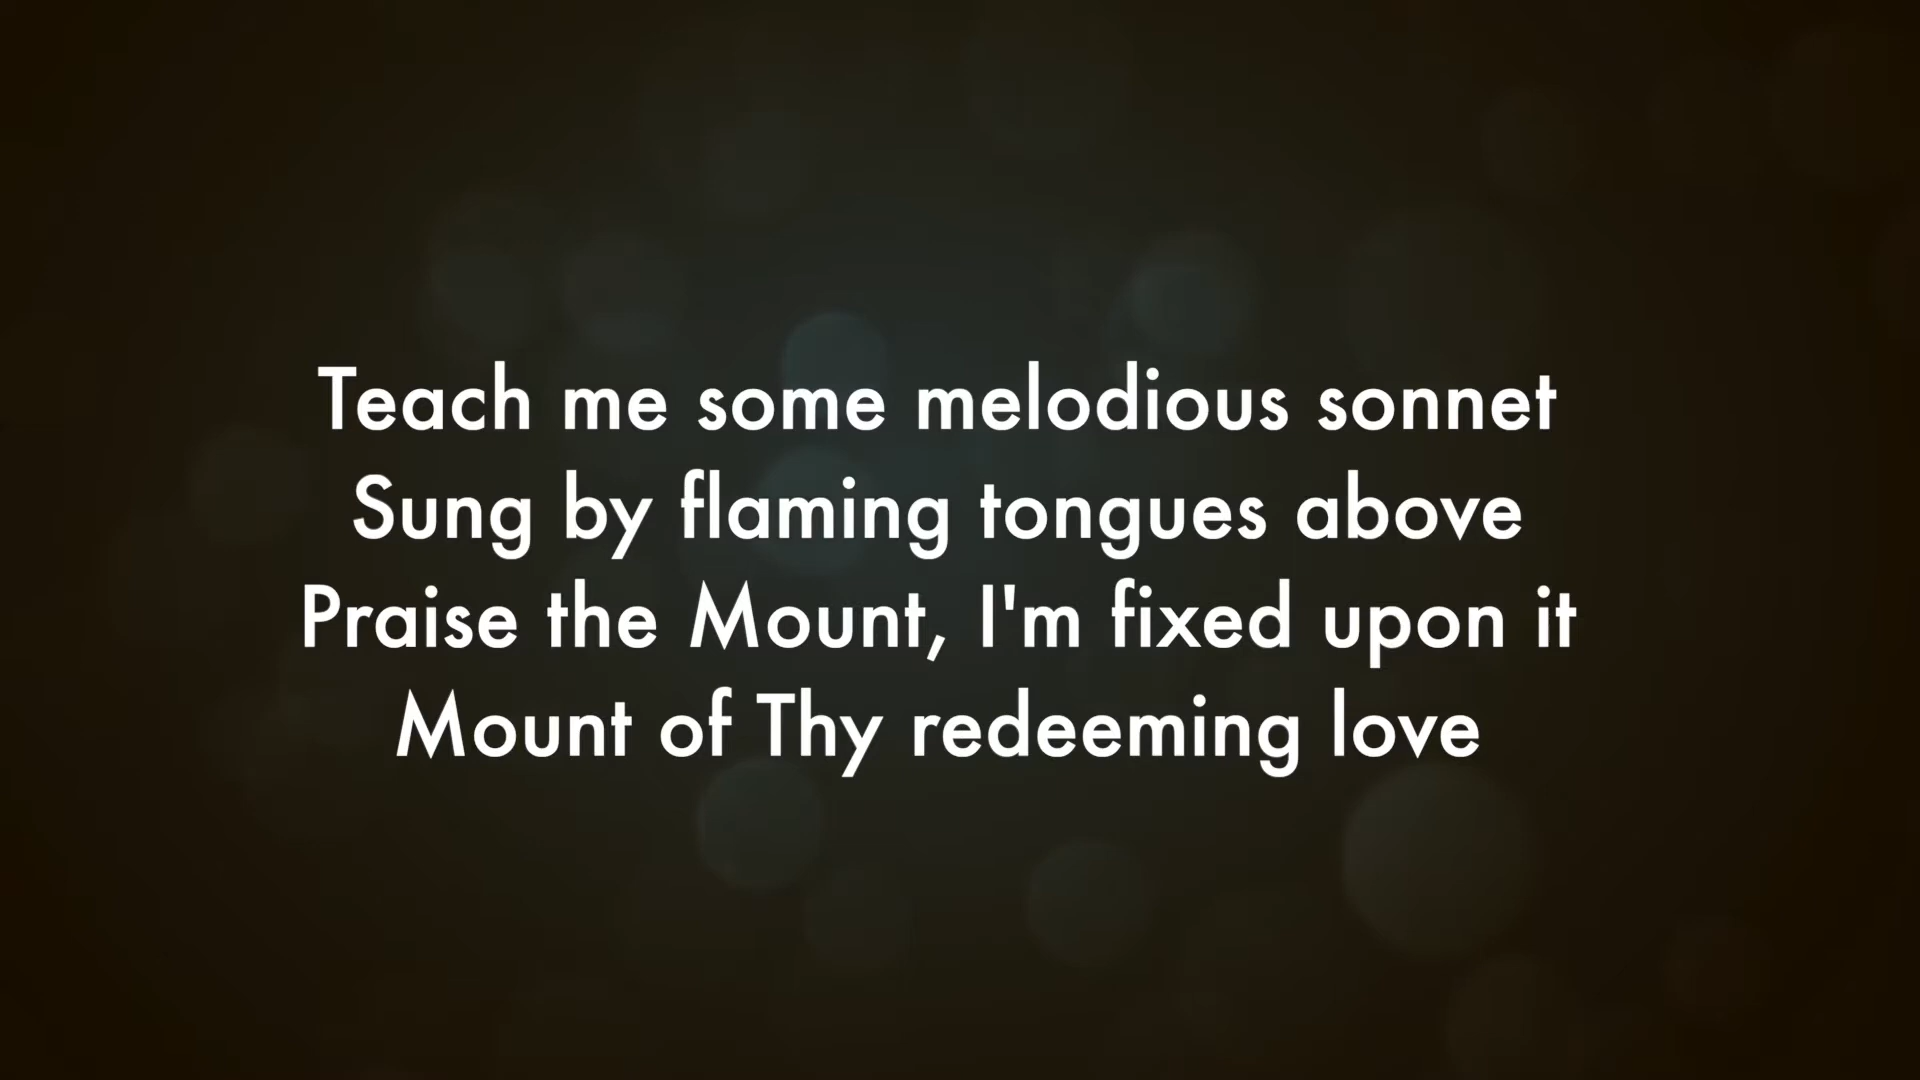 Teach me some melodious sonnet
Sung by flaming tongues above
Praise the Mount, I'm fixed upon it
Mount of Thy redeeming love